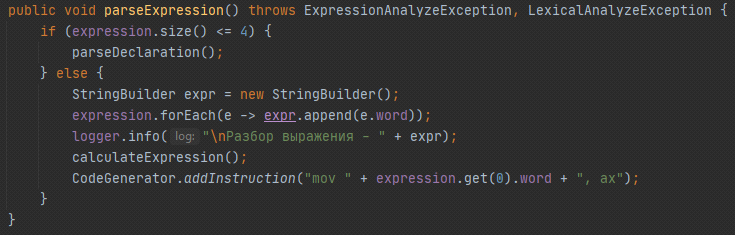 public void parseExpression() throws ExpressionAnalyzeException, LexicalAnalyzeException {
    if (expression.size() <= 4) {
        parseDeclaration();
    } else {
        StringBuilder expr = new StringBuilder();
        expression.forEach(e -> expr.append(e.word));
        logger.info( log: "\nРазбор выражения - " + expr);
        calculateExpression();
        CodeGenerator.addInstruction("mov " + expression.get(0).word + ", ax");
    }
}